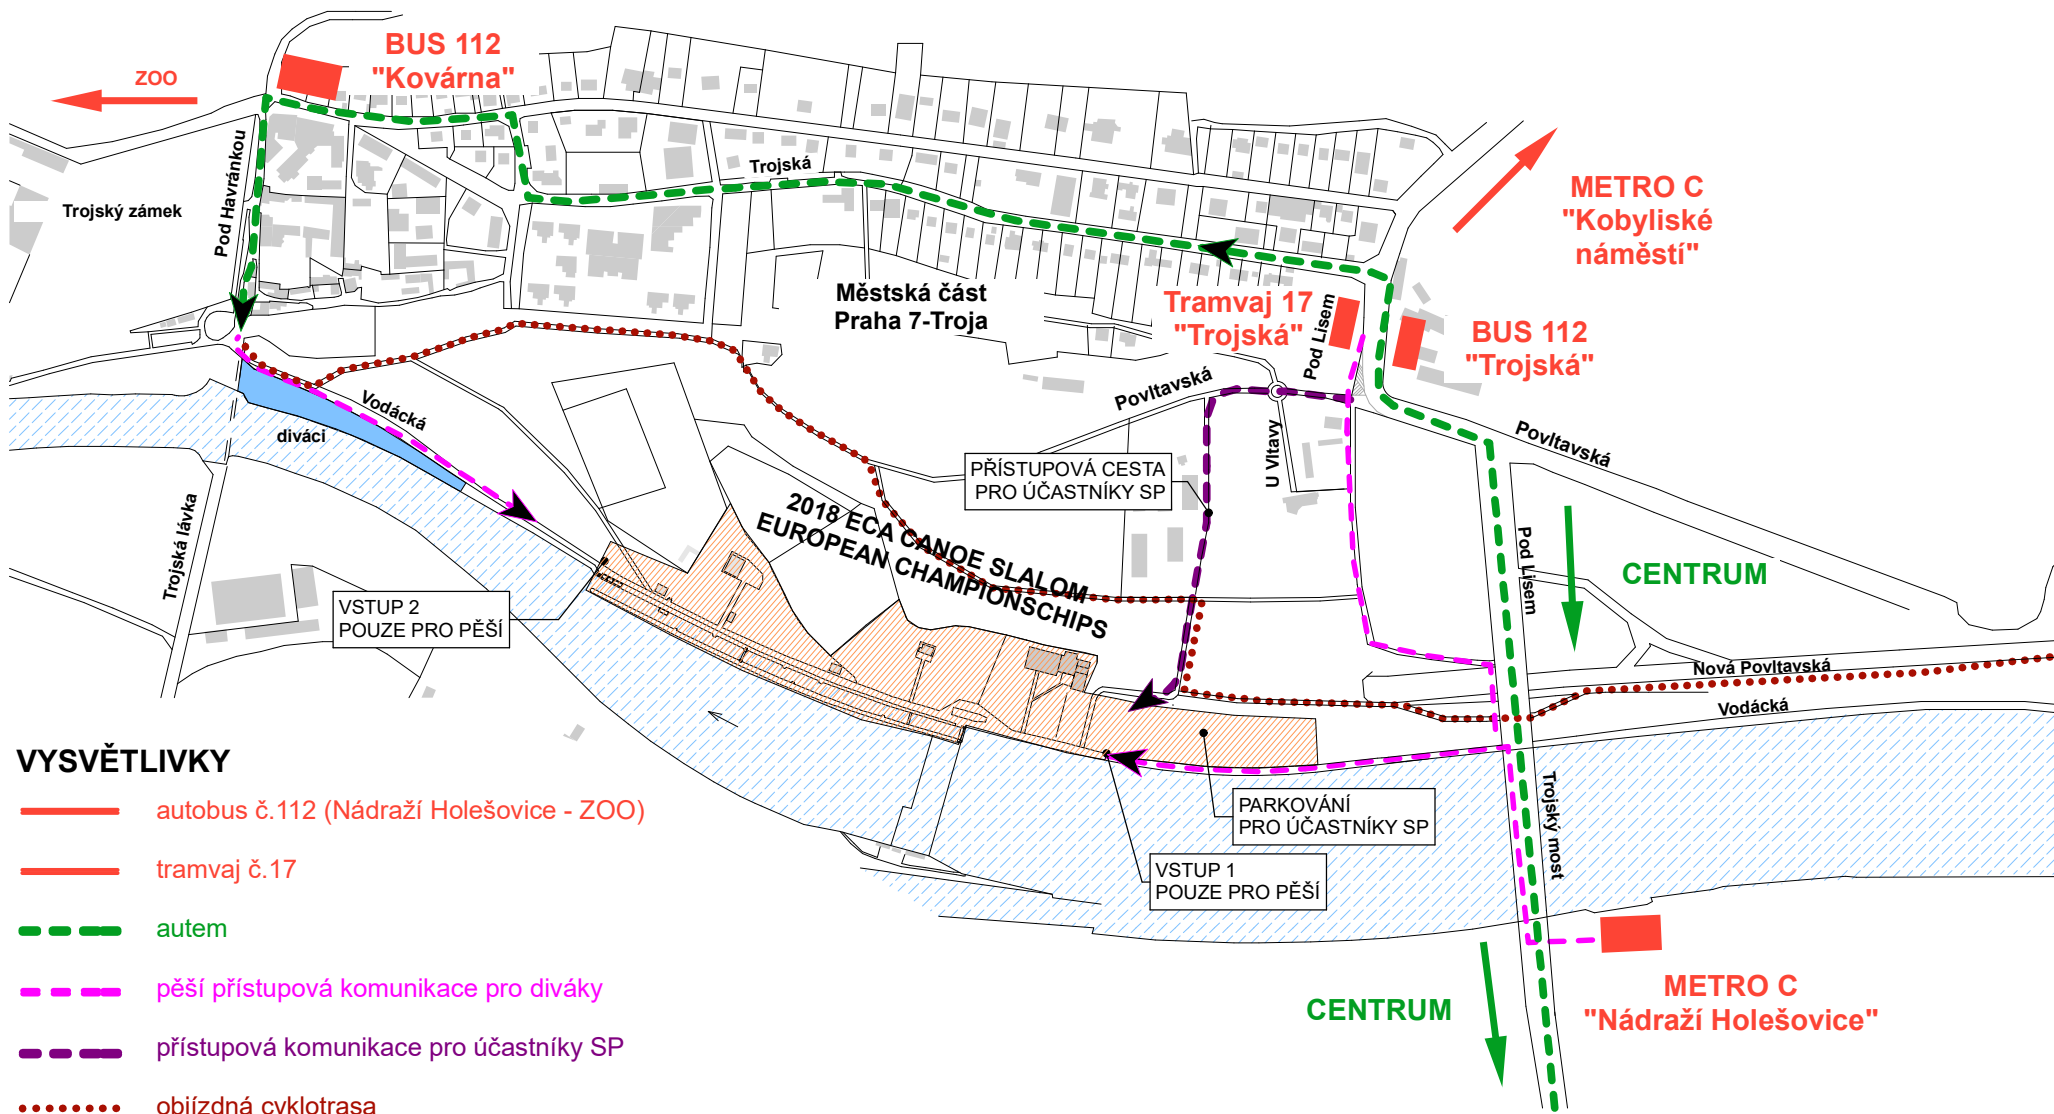 BUS 112
"Kovárna"
ZOO
Pod Havránkou
Trojský zámek
Trojská
METRO C
"Kobyliské
náměstí"
Městská část
Praha 7-Troja
Tramvaj 17
"Trojská"
Pod Lisem
BUS 112
"Trojská"
Povltavská
Vodácká
diváci
U Vltavy
Povltavská
PŘÍSTUPOVÁ CESTA
PRO ÚČASTNÍKY SP
2018 ECA CANOE SLALOM
EUROPEAN CHAMPIONSCHIPS
Trojská lávka
Pod Lisem
CENTRUM
VSTUP 2
POUZE PRO PĚŠÍ
Nová Povltavská
Vodácká
Trojský most
PARKOVÁNÍ
PRO ÚČASTNÍKY SP
VSTUP 1
POUZE PRO PĚŠÍ
METRO C
"Nádraží Holešovice"
CENTRUM
VYSVĚTLIVKY
autobus č.112 (Nádraží Holešovice - ZOO)
tramvaj č.17
autem
pěší přístupová komunikace pro diváky
přístupová komunikace pro účastníky SP
objízdná cyklotrasa